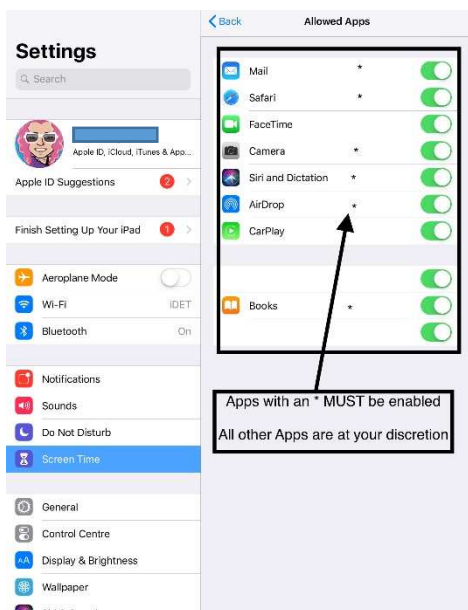 Back
Allowed Apps
Settings
Search
Apple ID, iCloud, iTunes & App...
Apple ID Suggestions 2
Finish Setting Up Your iPad 1
Aeroplane Mode
Wi-Fi IDET
Bluetooth On
Notifications
Sounds
Do Not Disturb
Screen Time
General
Control Centre
AA Display & Brightness
Wallpaper
Mail *
Safari *
FaceTime
Camera *
Siri and Dictation *
AirDrop *
CarPlay
Books *
Apps with an * MUST be enabled
All other Apps are at your discretion